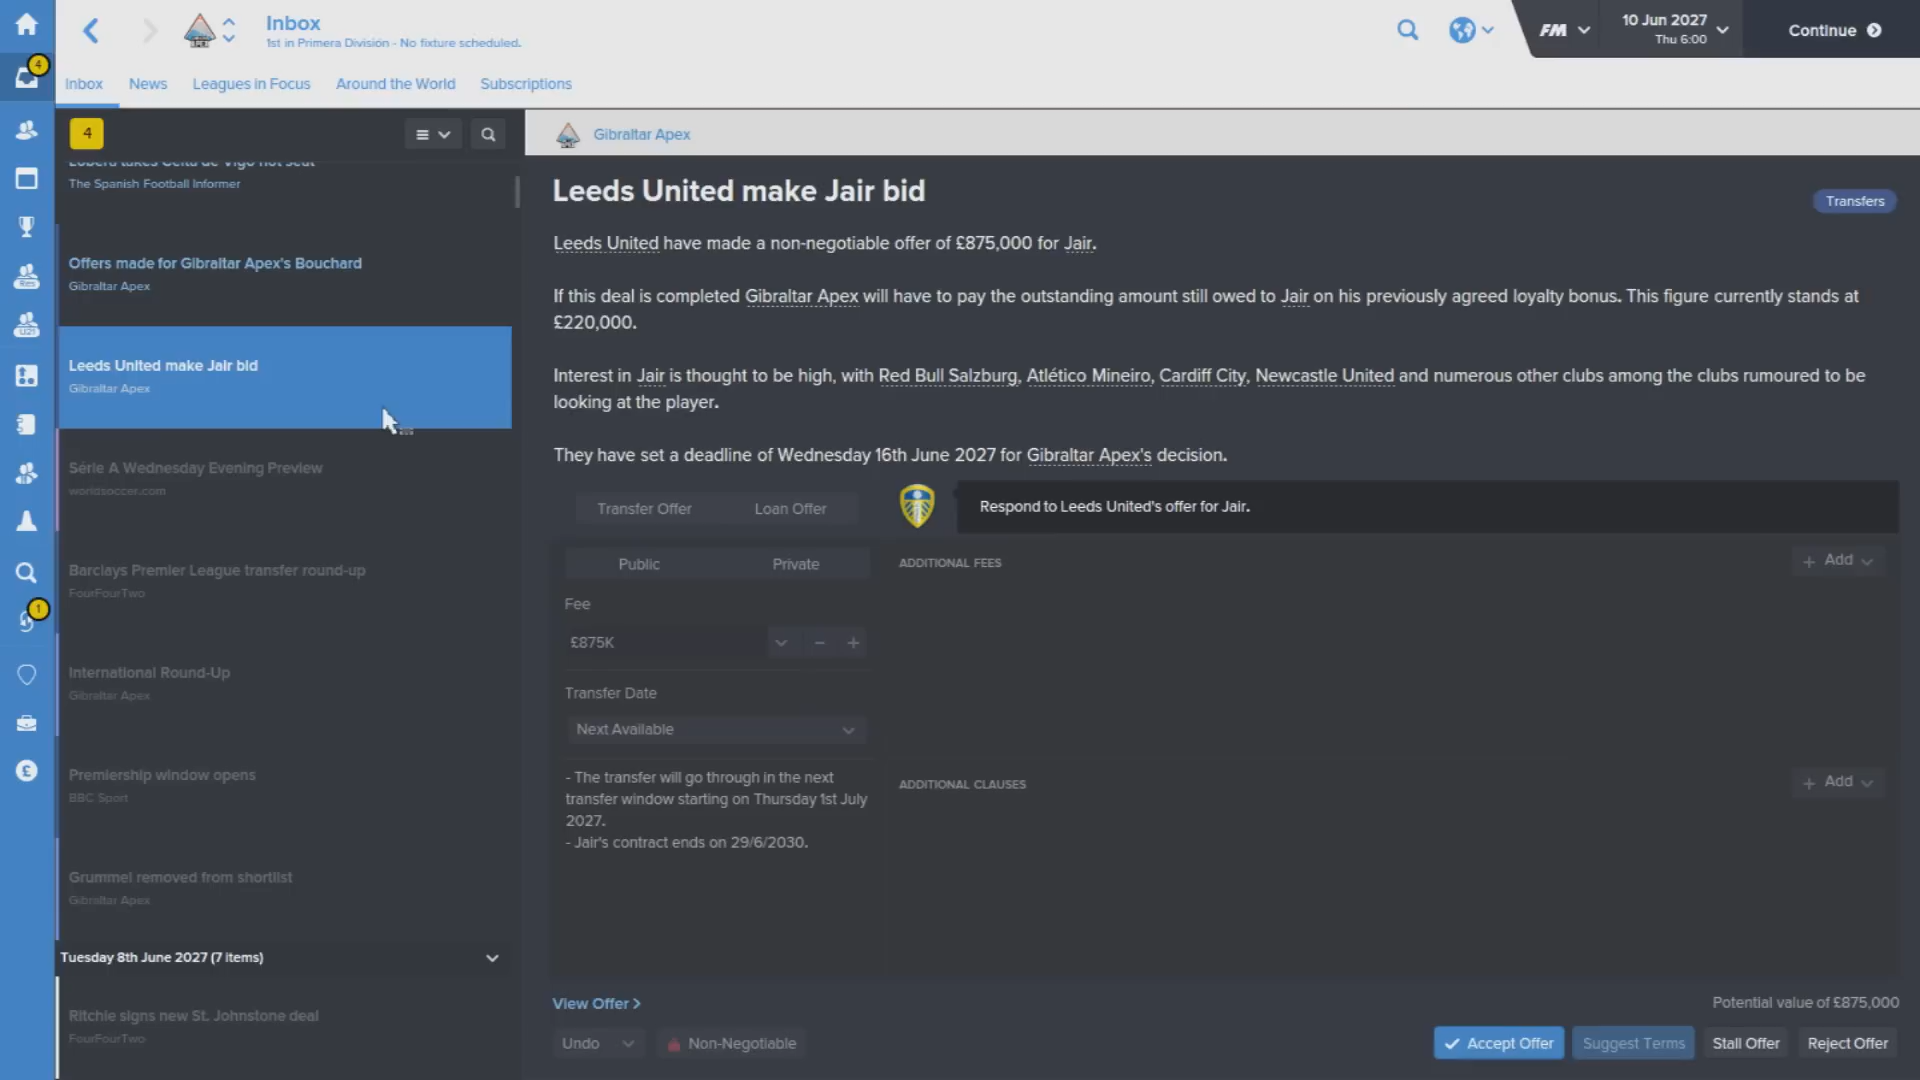 4
Inbox
1st in Primera División - No fixture scheduled.
FM
10 Jun 2027
Thu 6:00
Continue
Inbox
News
Leagues in Focus
Around the World
Subscriptions
4
Gibraltar Apex
Lobera takes Celta de Vigo hot seat
The Spanish Football Informer
Offers made for Gibraltar Apex's Bouchard
Gibraltar Apex
Leeds United make Jair bid
Gibraltar Apex
Série A Wednesday Evening Preview
worldsoccer.com
Barclays Premier League transfer round-up
FourFourTwo
International Round-Up
Gibraltar Apex
Premiership window opens
BBC Sport
Grummel removed from shortlist
Gibraltar Apex
Tuesday 8th June 2027 (7 items)
Ritchie signs new St. Johnstone deal
FourFourTwo
Res
U21
1
Leeds United make Jair bid
Transfers
Leeds United have made a non-negotiable offer of £875,000 for Jair.
If this deal is completed Gibraltar Apex will have to pay the outstanding amount still owed to Jair on his previously agreed loyalty bonus. This figure currently stands at
£220,000.
Interest in Jair is thought to be high, with Red Bull Salzburg, Atlético Mineiro, Cardiff City, Newcastle United and numerous other clubs among the clubs rumoured to be
looking at the player.
They have set a deadline of Wednesday 16th June 2027 for Gibraltar Apex's decision.
Transfer Offer
Loan Offer
Respond to Leeds United's offer for Jair.
Public
Private
ADDITIONAL FEES
+ Add
Fee
£875K
− +
Transfer Date
Next Available
- The transfer will go through in the next
transfer window starting on Thursday 1st July
2027.
- Jair's contract ends on 29/6/2030.
ADDITIONAL CLAUSES
+ Add
View Offer >
Potential value of £875,000
Undo
Non-Negotiable
Accept Offer
Suggest Terms
Stall Offer
Reject Offer